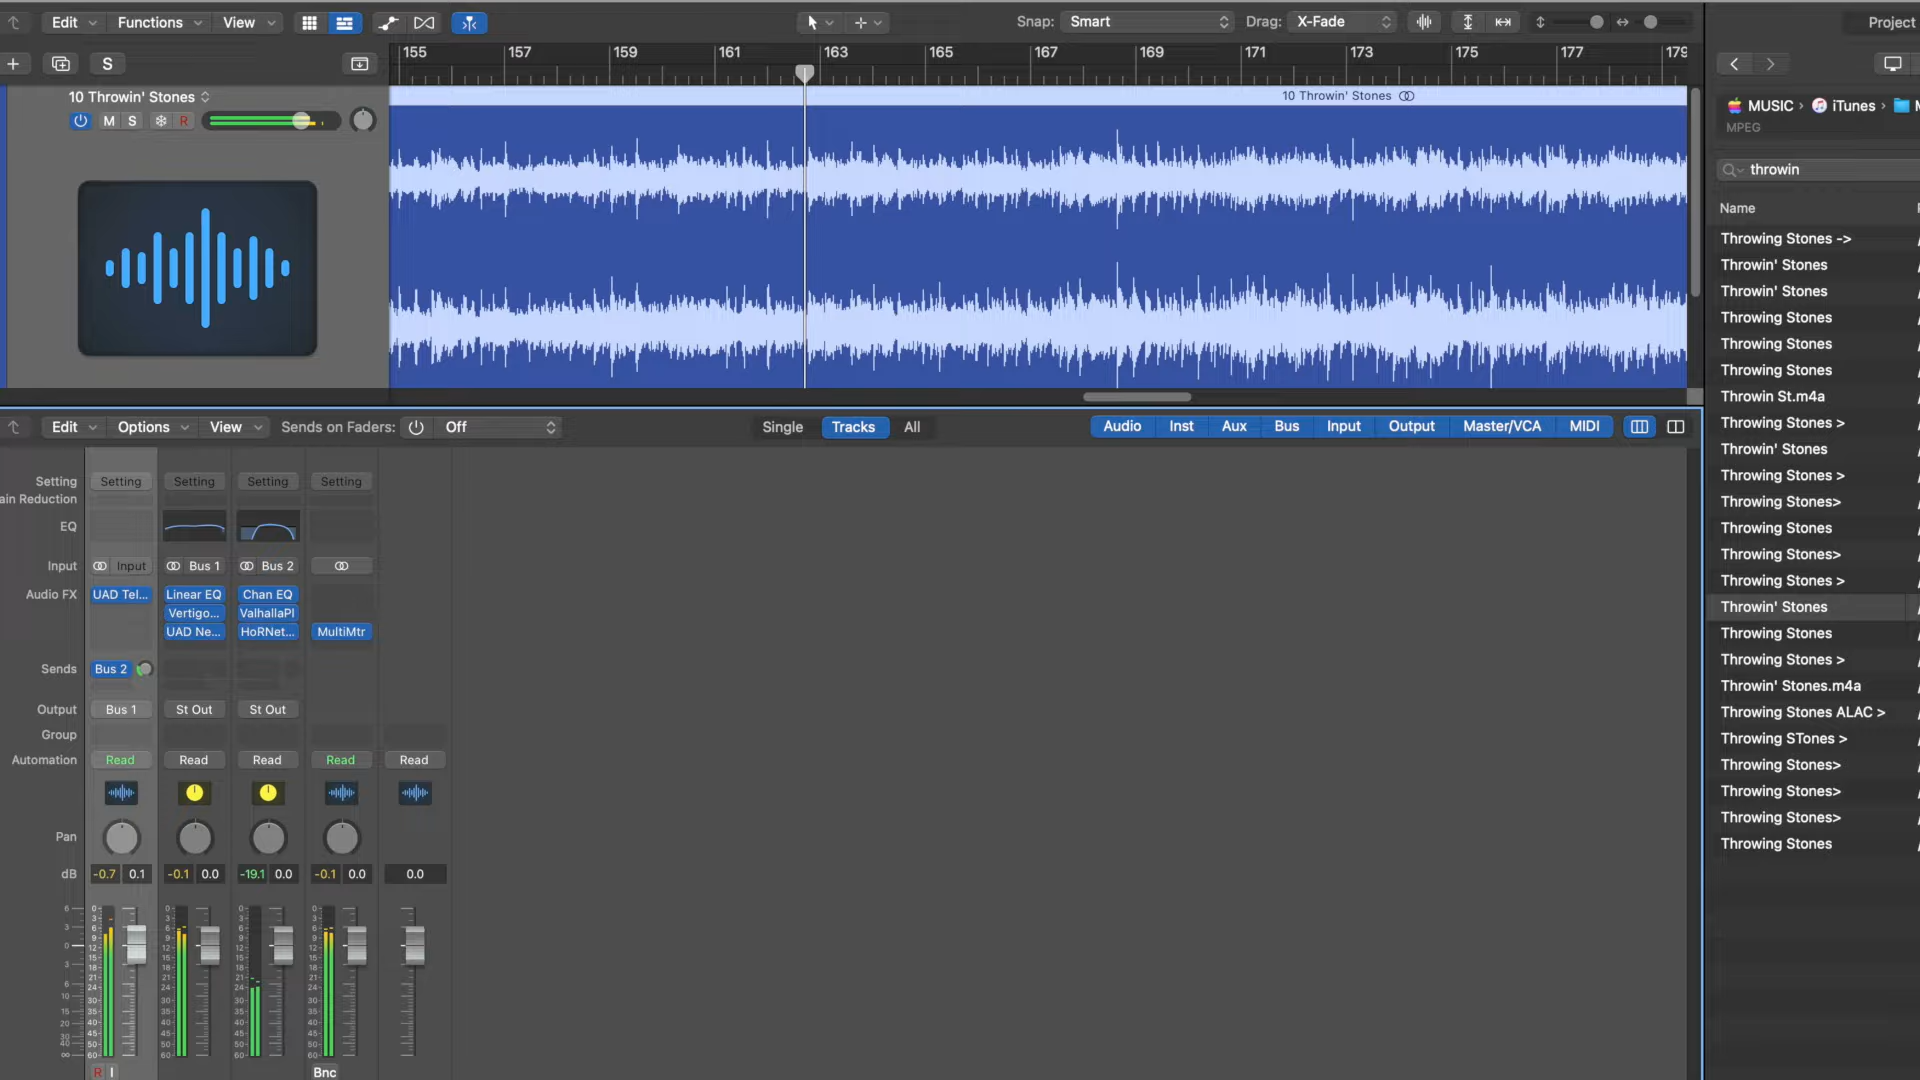 Edit Functions View Snap: Smart Drag: X-Fade Project
155 157 159 161 163 165 167 169 171 173 175 177 179
S
10 Throwin' Stones
M S R
10 Throwin' Stones
MUSIC › iTunes ›
MPEG
throwin
Name
Throwing Stones ->
Throwin' Stones
Throwin' Stones
Throwing Stones
Throwing Stones
Throwing Stones
Throwin St.m4a
Throwing Stones >
Throwin' Stones
Throwing Stones >
Throwing Stones>
Throwing Stones
Throwing Stones>
Throwing Stones >
Throwin' Stones
Throwing Stones
Throwing Stones >
Throwin' Stones.m4a
Throwing Stones ALAC >
Throwing STones >
Throwing Stones>
Throwing Stones>
Throwing Stones>
Throwing Stones
Edit Options View Sends on Faders: Off Single Tracks All Audio Inst Aux Bus Input Output Master/VCA MIDI
Setting Setting Setting Setting Setting
ain Reduction
EQ
Input Input Bus 1 Bus 2
Audio FX UAD Tel... Linear EQ Chan EQ
Vertigo... ValhallaPl
UAD Ne... HoRNet... MultiMtr
Sends Bus 2
Output Bus 1 St Out St Out
Group
Automation Read Read Read Read Read
Pan
dB -0.7 0.1 -0.1 0.0 -19.1 0.0 -0.1 0.0 0.0
R I Bnc